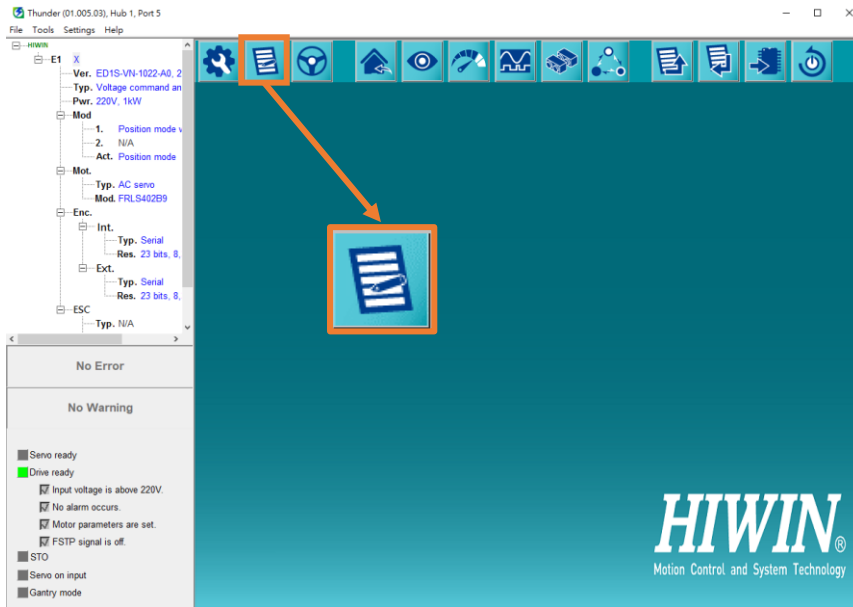 Thunder (01.005.03), Hub 1, Port 5
File Tools Settings Help
HIWIN
E1 X
Ver. ED1S-VN-1022-A0, 2
Typ. Voltage command an
Pwr. 220V, 1kW
Mod
1. Position mode
2. N/A
Act. Position mode
Mot.
Typ. AC servo
Mod. FRLS402B9
Enc.
Int.
Typ. Serial
Res. 23 bits, 8,
Ext.
Typ. Serial
Res. 23 bits, 8,
ESC
Typ. N/A
No Error
No Warning
Servo ready
Drive ready
Input voltage is above 220V.
No alarm occurs.
Motor parameters are set.
FSTP signal is off.
STO
Servo on input
Gantry mode
HIWIN®
Motion Control and System Technology